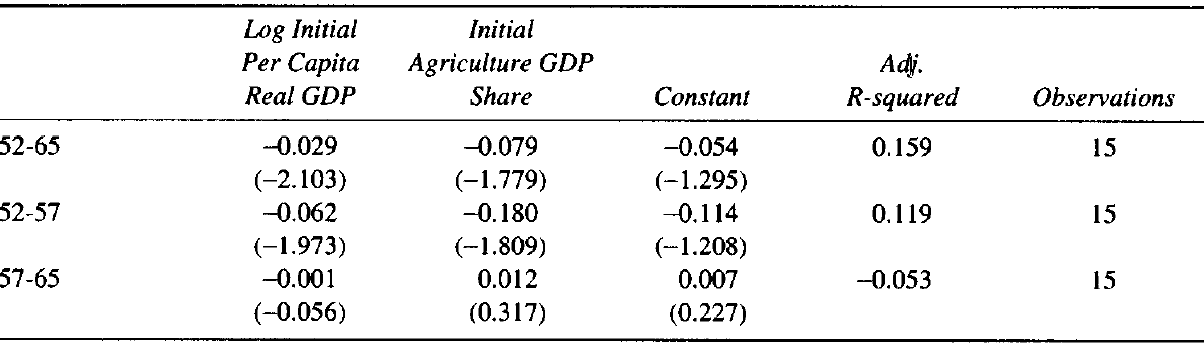 Log Initial Initial
Per Capita Agriculture GDP Adj.
Real GDP Share Constant R-squared Observations
52-65 –0.029 –0.079 –0.054 0.159 15
(–2.103) (–1.779) (–1.295)
52-57 –0.062 –0.180 –0.114 0.119 15
(–1.973) (–1.809) (–1.208)
57-65 –0.001 0.012 0.007 –0.053 15
(–0.056) (0.317) (0.227)